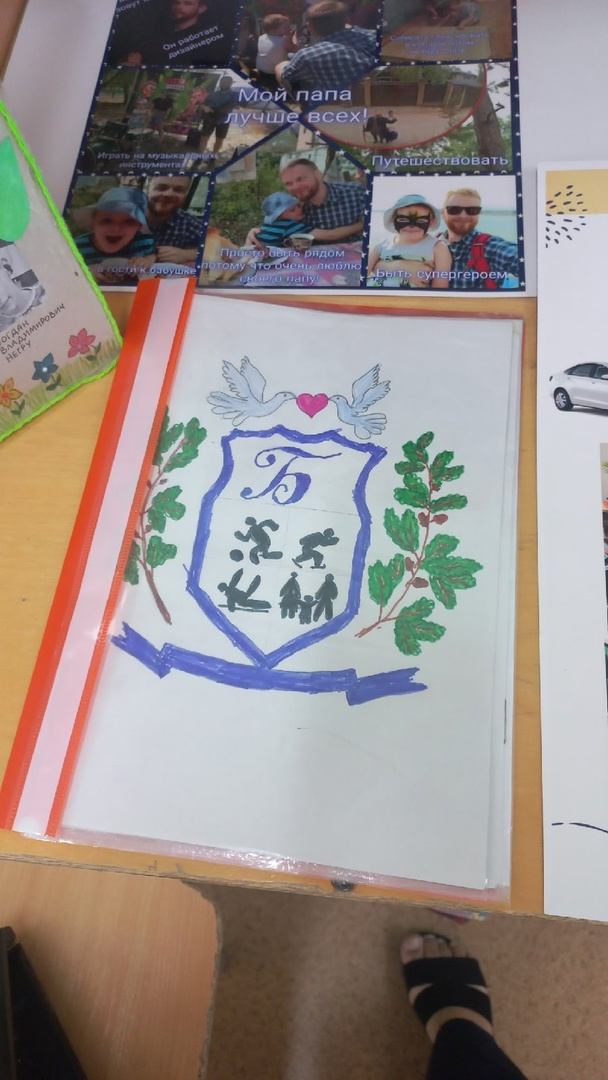 Он работает
дизайнером
Мой папа
лучше всех!
Играть на музыкальных
инструментах
Путешествовать
в гости к бабушке
Просто быть рядом
потому что очень люблю
своего папу!
Быть супергероем
БОГДАН
ВЛАДИМИРОВИЧ
НЕГРУ
Б